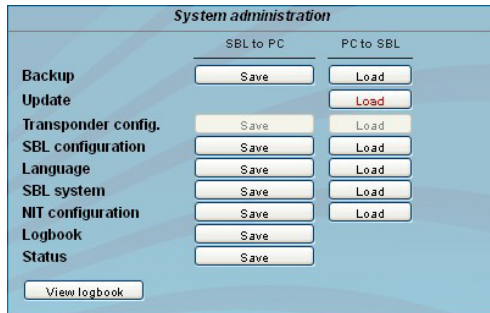 System administration
SBL to PC PC to SBL
Backup Save Load
Update Load
Transponder config. Save Load
SBL configuration Save Load
Language Save Load
SBL system Save Load
NIT configuration Save Load
Logbook Save
Status Save
View logbook